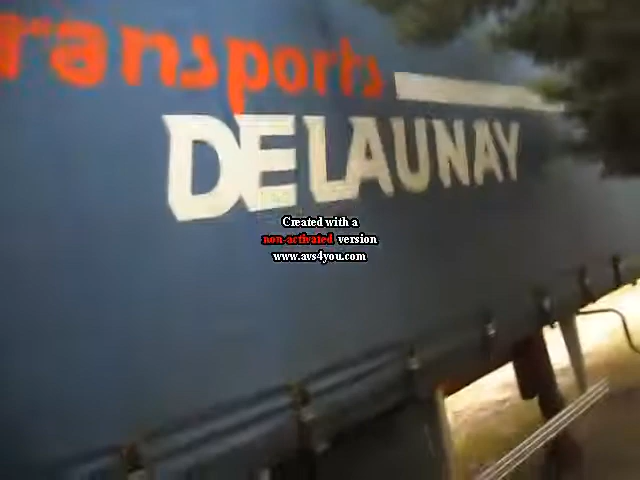 ransports
DELAUNAY
Created with a
non-activated version
www.avs4you.com